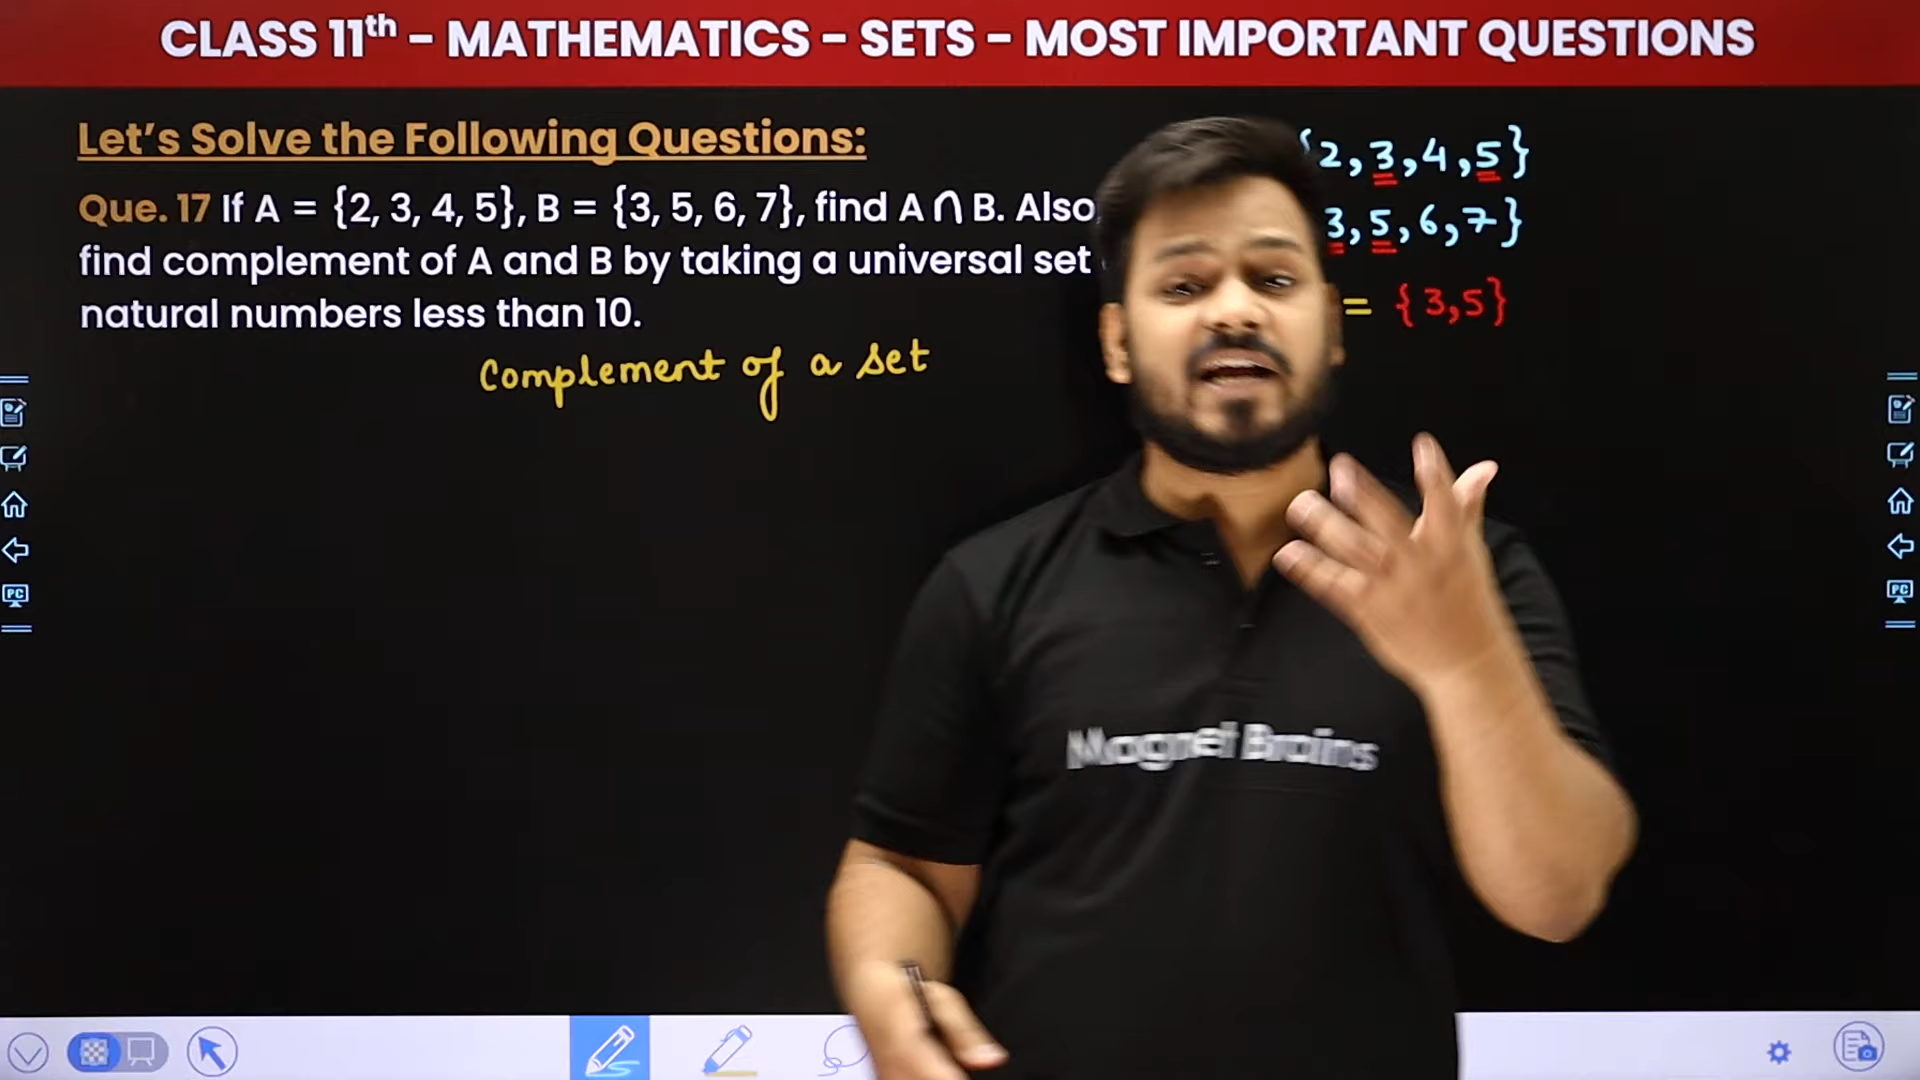 CLASS 11th – MATHEMATICS – SETS – MOST IMPORTANT QUESTIONS
Let's Solve the Following Questions:
Que. 17 If A = {2, 3, 4, 5}, B = {3, 5, 6, 7}, find A ∩ B. Also,
find complement of A and B by taking a universal set
natural numbers less than 10.
complement of a set
{2,3,4,5}
3,5,6,7}
= {3,5}
Magnet Brains
PC
PC